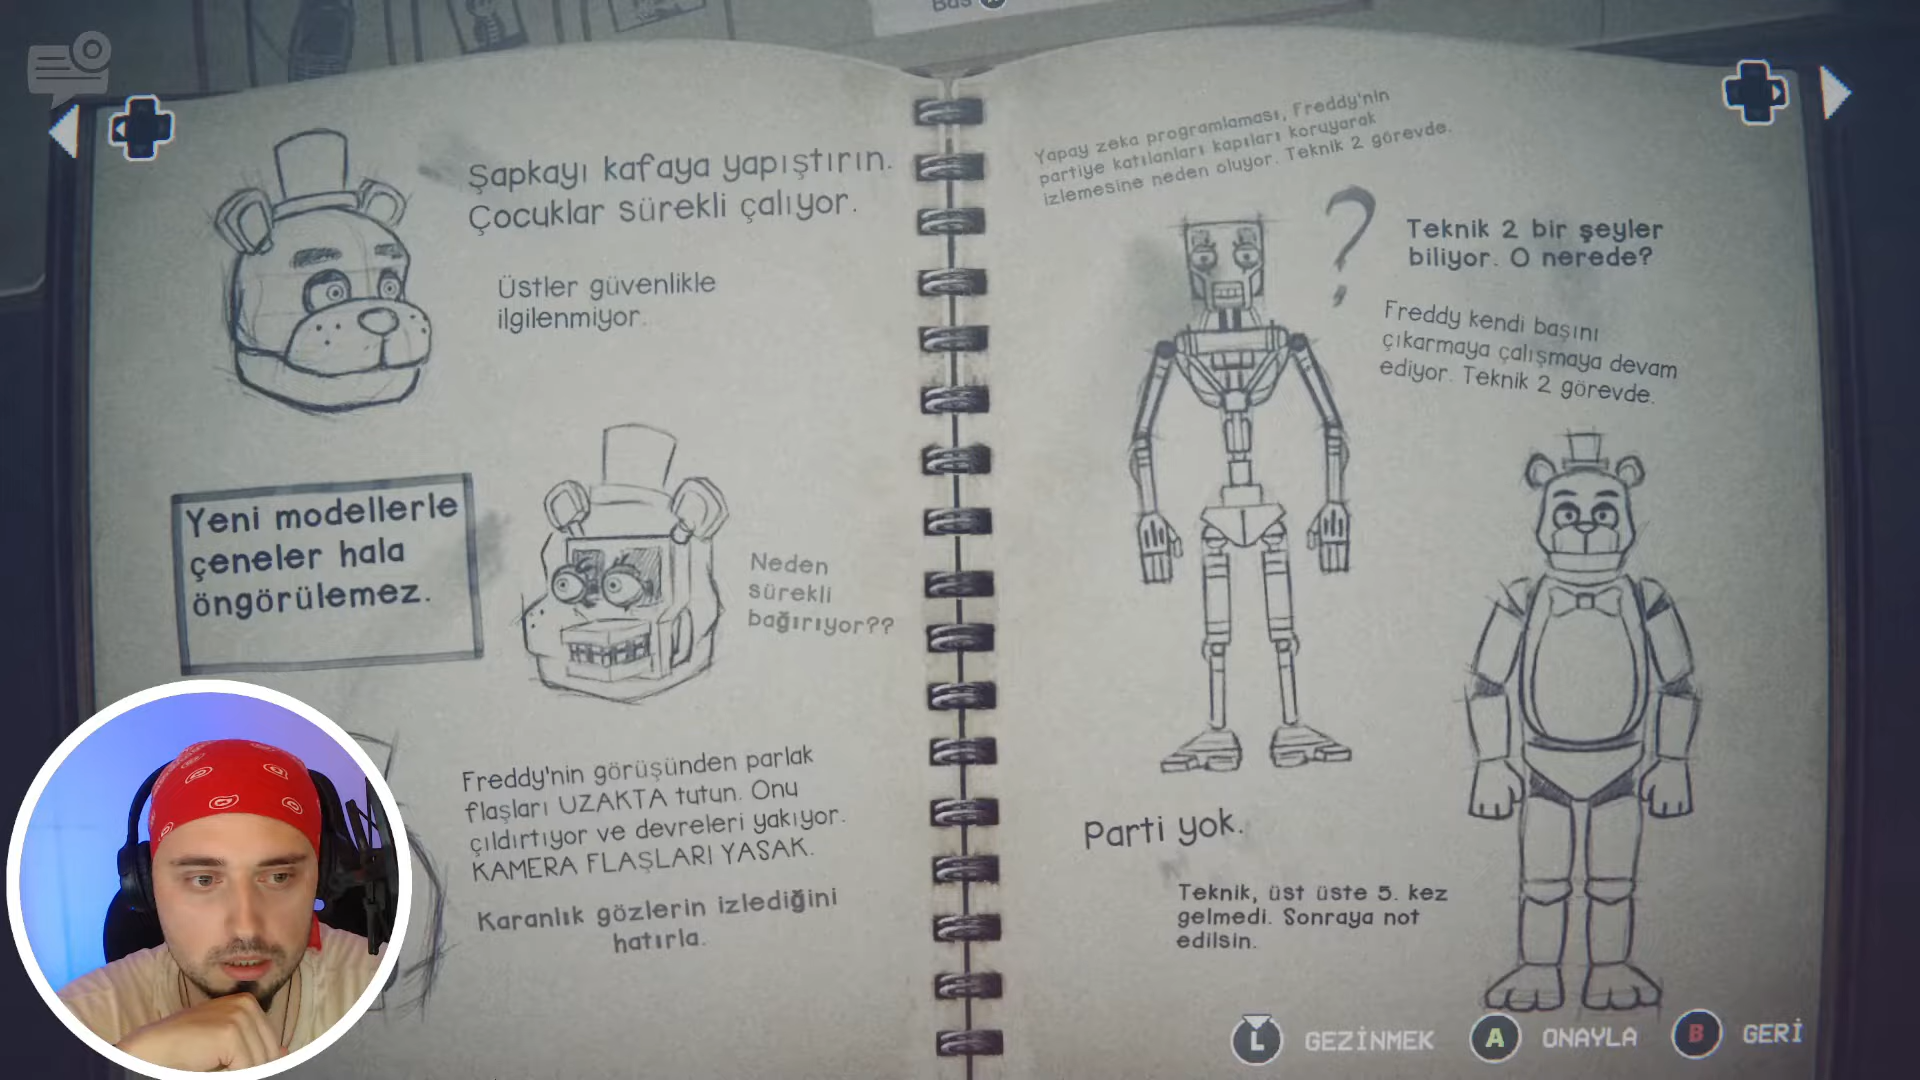 Bas
Şapkayı kafaya yapıştırın.
Çocuklar sürekli çalıyor.
Üstler güvenlikle
ilgilenmiyor.
Yeni modellerle
çeneler hala
öngörülemez.
Neden
sürekli
bağırıyor??
Freddy'nin görüşünden parlak
flaşları UZAKTA tutun. Onu
çıldırtıyor ve devreleri yakıyor.
KAMERA FLAŞLARI YASAK.
Karanlık gözlerin izlediğini
hatırla.
Yapay zeka programlaması, Freddy'nin
partiye katılanları kapıları koruyarak
izlemesine neden oluyor. Teknik 2 görevde.
?
Teknik 2 bir şeyler
biliyor. O nerede?
Freddy kendi başını
çıkarmaya çalışmaya devam
ediyor. Teknik 2 görevde.
Parti yok.
Teknik, üst üste 5. kez
gelmedi. Sonraya not
edilsin.
L GEZİNMEK A ONAYLA B GERİ